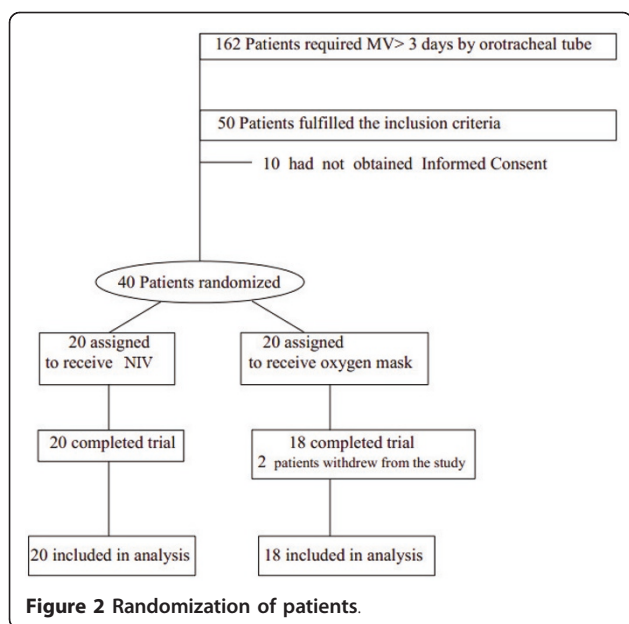 162 Patients required MV> 3 days by orotracheal tube
50 Patients fulfilled the inclusion criteria
10 had not obtained Informed Consent
40 Patients randomized
20 assigned
to receive NIV
20 assigned
to receive oxygen mask
20 completed trial
18 completed trial
2 patients withdrew from the study
20 included in analysis
18 included in analysis
Figure 2 Randomization of patients.